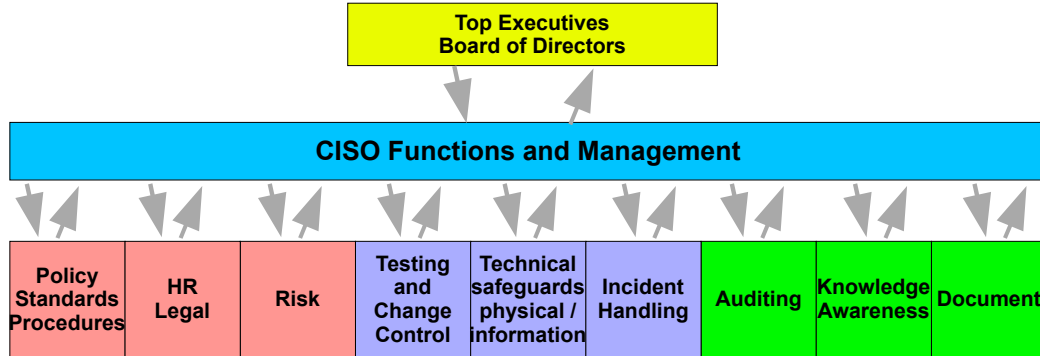 Top Executives
Board of Directors
CISO Functions and Management
Policy
Standards
Procedures
HR
Legal
Risk
Testing
and
Change
Control
Technical
safeguards
physical /
information
Incident
Handling
Auditing
Knowledge
Awareness
Document